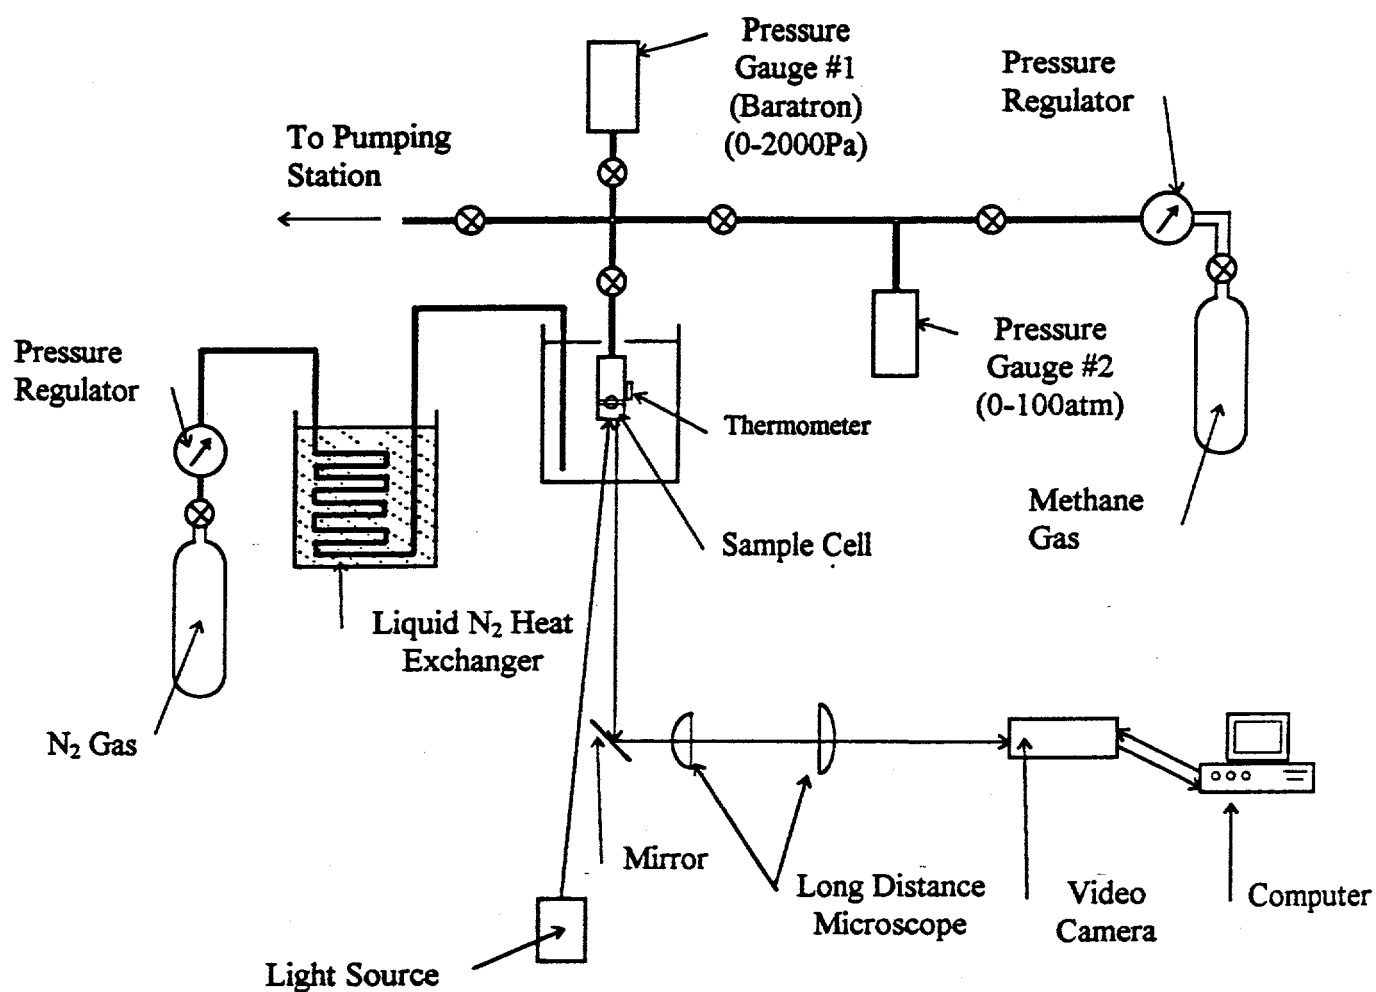 Pressure
Gauge #1
(Baratron)
(0-2000Pa)
Pressure
Regulator
To Pumping
Station
Pressure
Regulator
Thermometer
Pressure
Gauge #2
(0-100atm)
Methane
Gas
Sample Cell
Liquid N₂ Heat
Exchanger
N₂ Gas
Mirror
Long Distance
Microscope
Video
Camera
Computer
Light Source